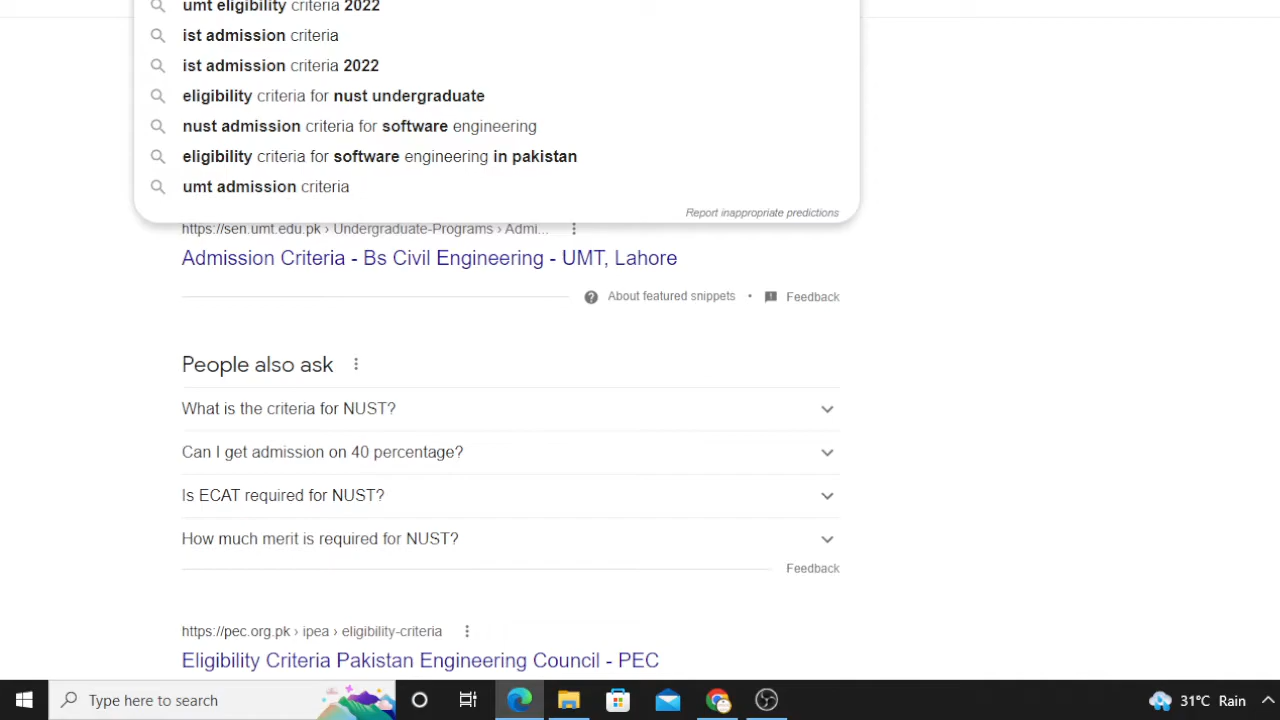 umt eligibility criteria 2022
ist admission criteria
ist admission criteria 2022
eligibility criteria for nust undergraduate
nust admission criteria for software engineering
eligibility criteria for software engineering in pakistan
umt admission criteria
Report inappropriate predictions
https://sen.umt.edu.pk › Undergraduate-Programs › Admi...
Admission Criteria - Bs Civil Engineering - UMT, Lahore
About featured snippets • Feedback
People also ask
What is the criteria for NUST?
Can I get admission on 40 percentage?
Is ECAT required for NUST?
How much merit is required for NUST?
Feedback
https://pec.org.pk › ipea › eligibility-criteria
Eligibility Criteria Pakistan Engineering Council - PEC
Type here to search
31°C Rain